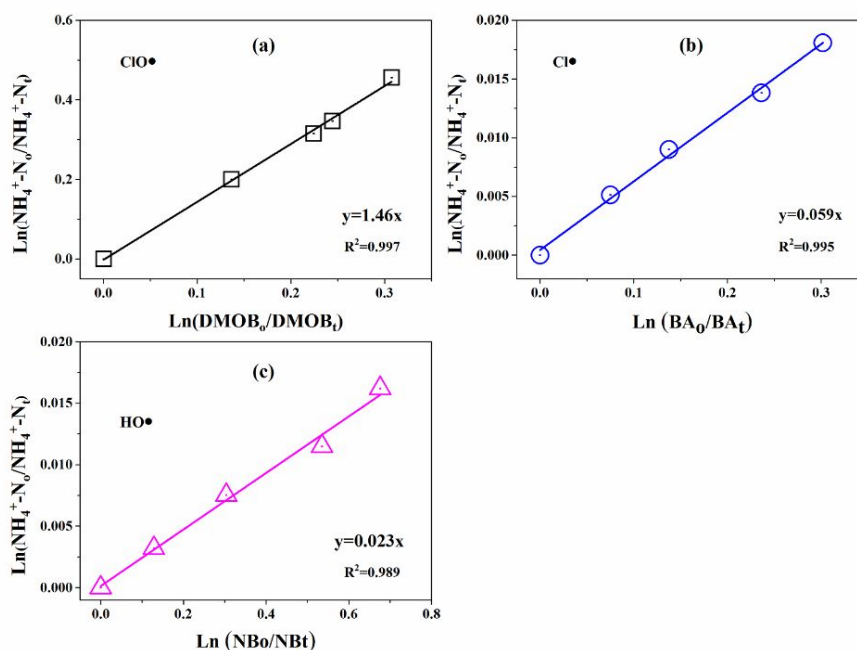 (a)
ClO●
Ln(NH₄⁺-N₀/NH₄⁺-Nₜ)
0.6
0.4
0.2
0.0
y=1.46x
R²=0.997
0.0 0.1 0.2 0.3
Ln(DMOBₒ/DMOBₜ)
(b)
Cl●
Ln(NH₄⁺-Nₒ/NH₄⁺-Nₜ)
0.020
0.015
0.010
0.005
0.000
y=0.059x
R²=0.995
0.0 0.1 0.2 0.3
Ln (BAₒ/BAₜ)
(c)
HO●
Ln(NH₄⁺-Nₒ/NH₄⁺-Nₜ)
0.020
0.015
0.010
0.005
0.000
y=0.023x
R²=0.989
0.0 0.2 0.4 0.6 0.8
Ln (NBo/NBt)